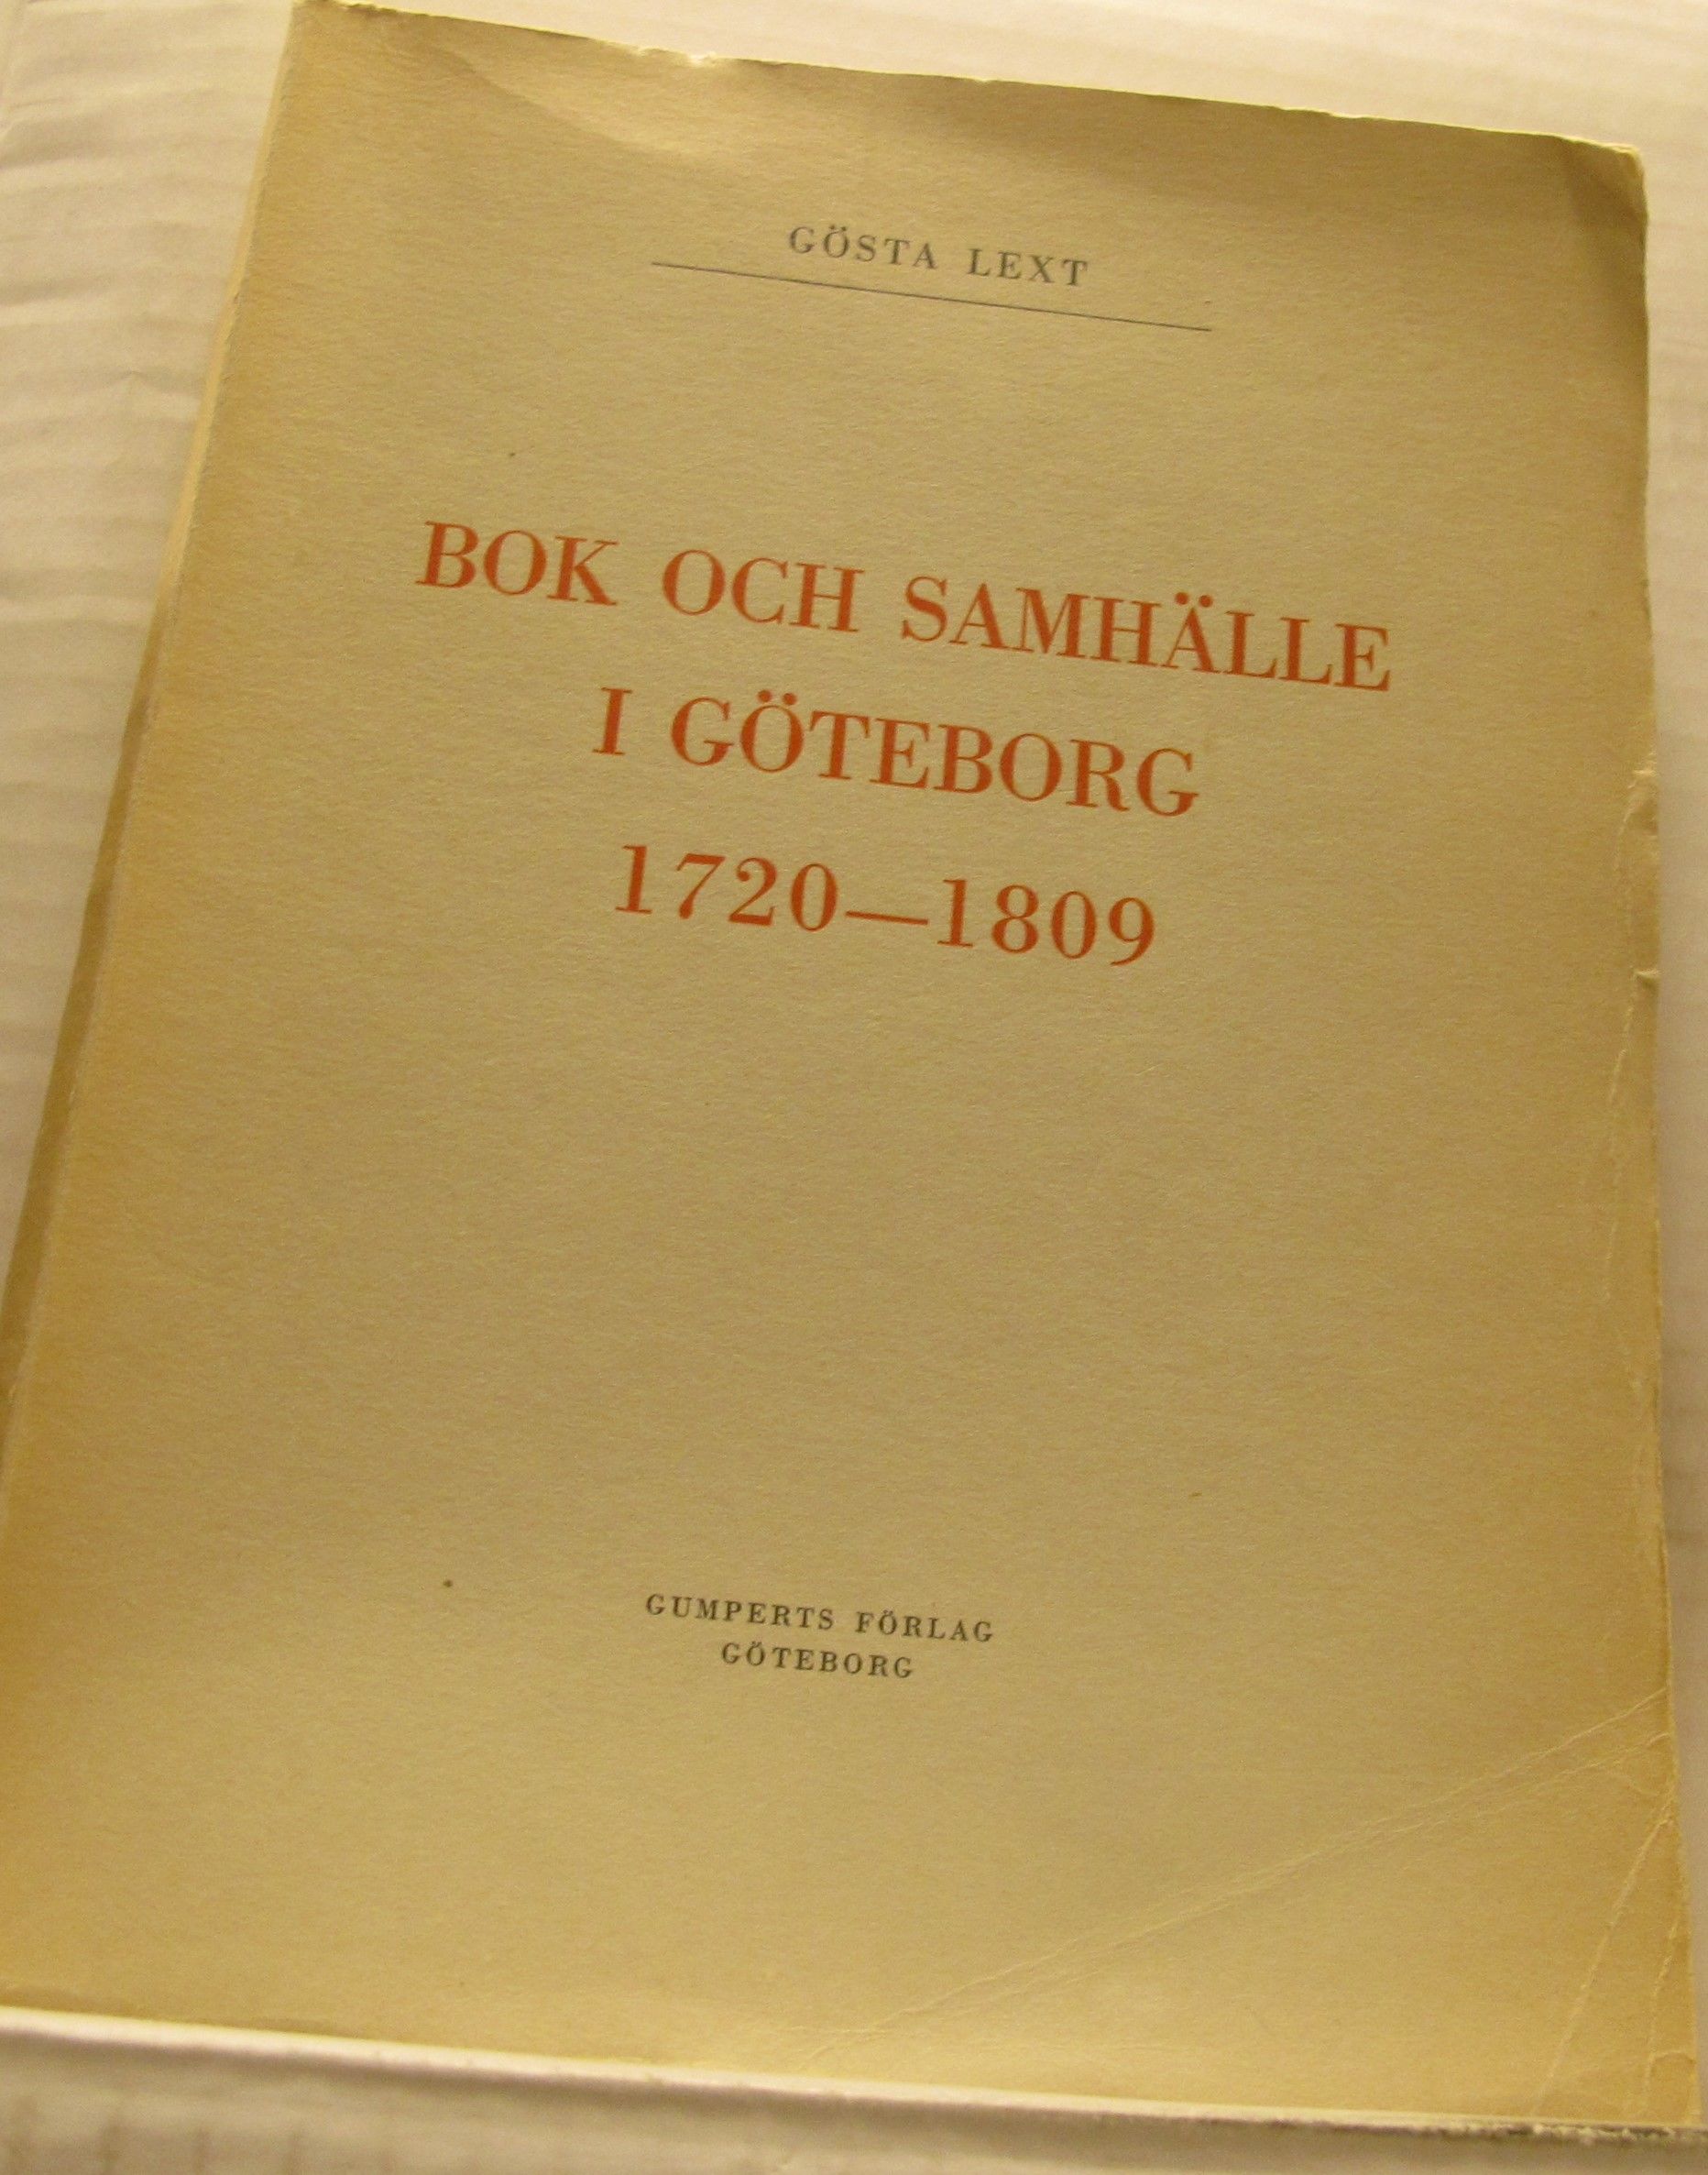 GÖSTA LEXT
BOK OCH SAMHÄLLE
I GÖTEBORG
1720—1809
GUMPERTS FÖRLAG
GÖTEBORG